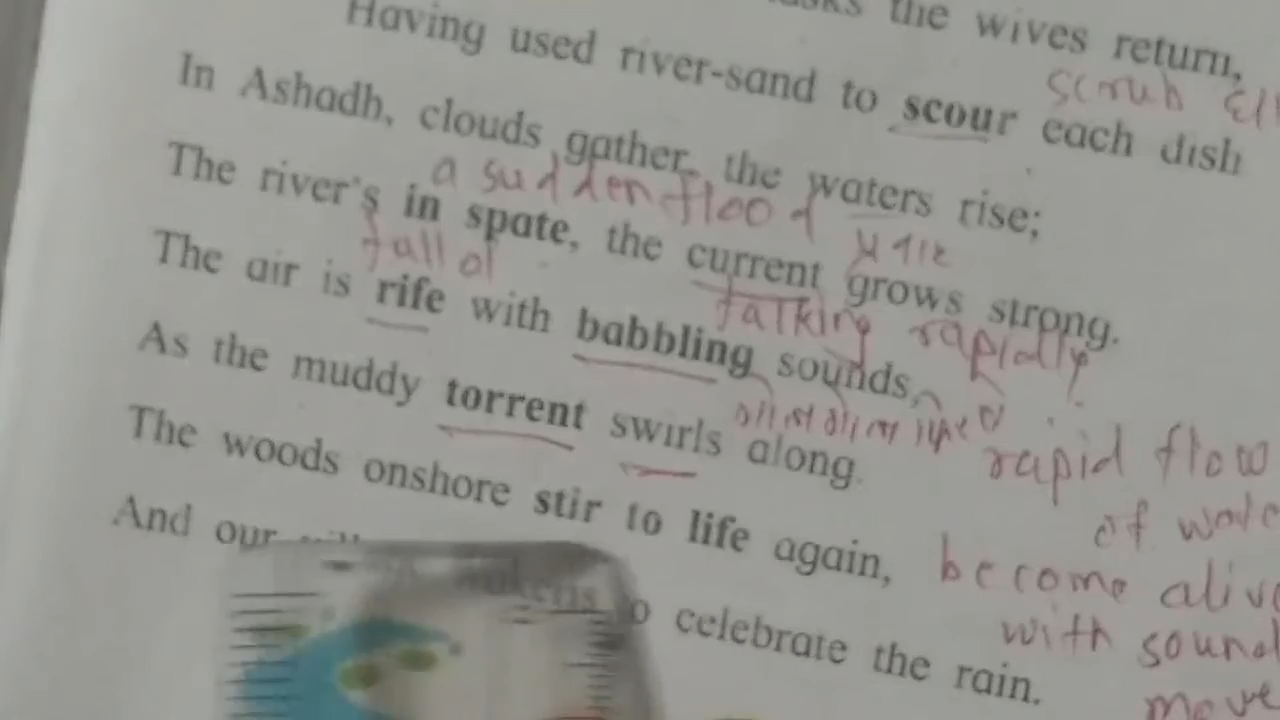 the wives return,
Having used river-sand to scour each dish
scrub
In Ashadh, clouds gather, the waters rise;
a sudden flood
The river's in spate, the current grows strong.
full of
talking rapidly
The air is rife with babbling sounds,
As the muddy torrent swirls along.
rapid flow
of
The woods onshore stir to life again,
become
with sound
And our
celebrate the rain.
move